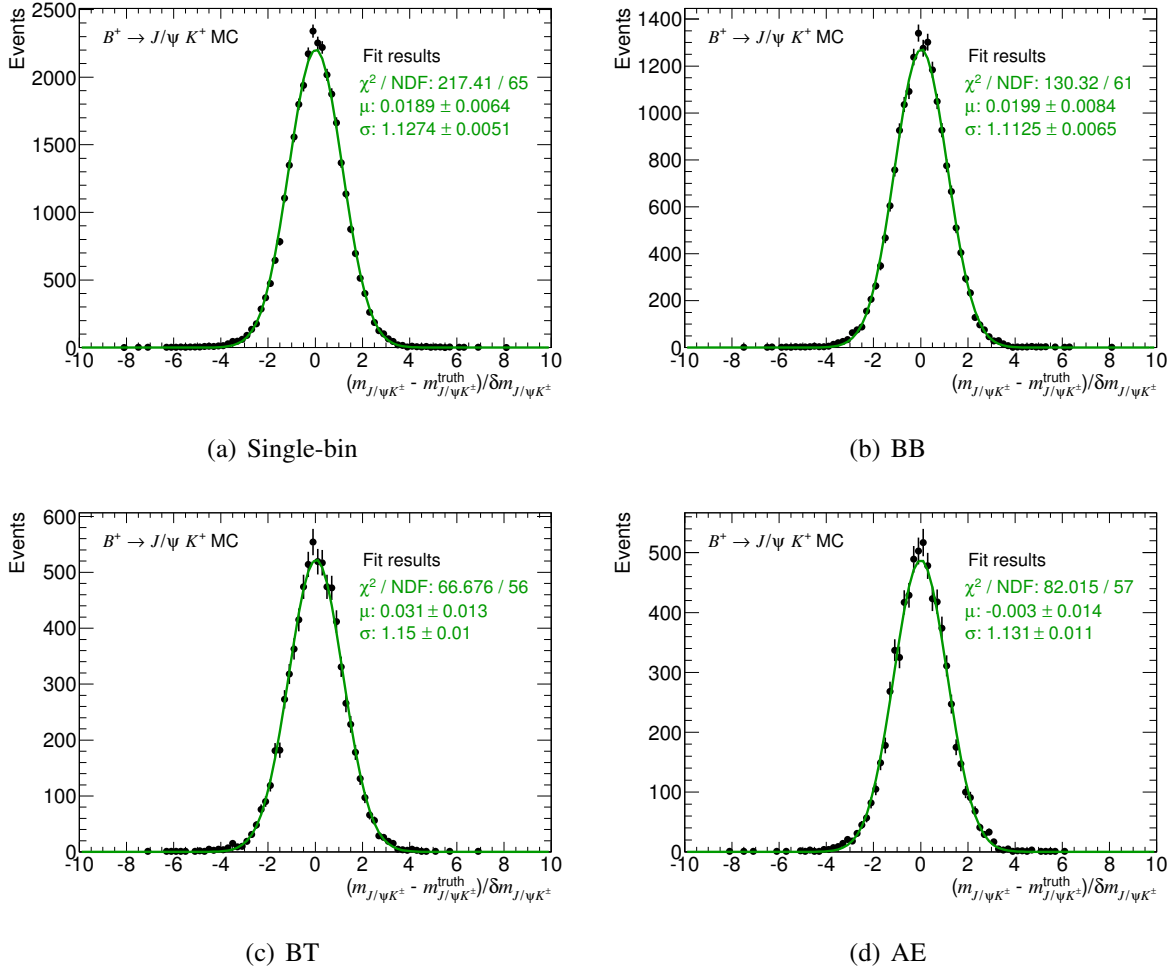 Events
2500
2000
1500
1000
500
0
B⁺ → J/ψ K⁺ MC
Fit results
χ² / NDF: 217.41 / 65
μ: 0.0189 ± 0.0064
σ: 1.1274 ± 0.0051
-10 -8 -6 -4 -2 0 2 4 6 8 10
(m_{J/ψK^±} - m_{J/ψK^±}^{truth})/δm_{J/ψK^±}
(a) Single-bin
Events
1400
1200
1000
800
600
400
200
0
B⁺ → J/ψ K⁺ MC
Fit results
χ² / NDF: 130.32 / 61
μ: 0.0199 ± 0.0084
σ: 1.1125 ± 0.0065
-10 -8 -6 -4 -2 0 2 4 6 8 10
(m_{J/ψK^±} - m_{J/ψK^±}^{truth})/δm_{J/ψK^±}
(b) BB
Events
600
500
400
300
200
100
0
B⁺ → J/ψ K⁺ MC
Fit results
χ² / NDF: 66.676 / 56
μ: 0.031 ± 0.013
σ: 1.15 ± 0.01
-10 -8 -6 -4 -2 0 2 4 6 8 10
(m_{J/ψK^±} - m_{J/ψK^±}^{truth})/δm_{J/ψK^±}
(c) BT
Events
500
400
300
200
100
0
B⁺ → J/ψ K⁺ MC
Fit results
χ² / NDF: 82.015 / 57
μ: -0.003 ± 0.014
σ: 1.131 ± 0.011
-10 -8 -6 -4 -2 0 2 4 6 8 10
(m_{J/ψK^±} - m_{J/ψK^±}^{truth})/δm_{J/ψK^±}
(d) AE